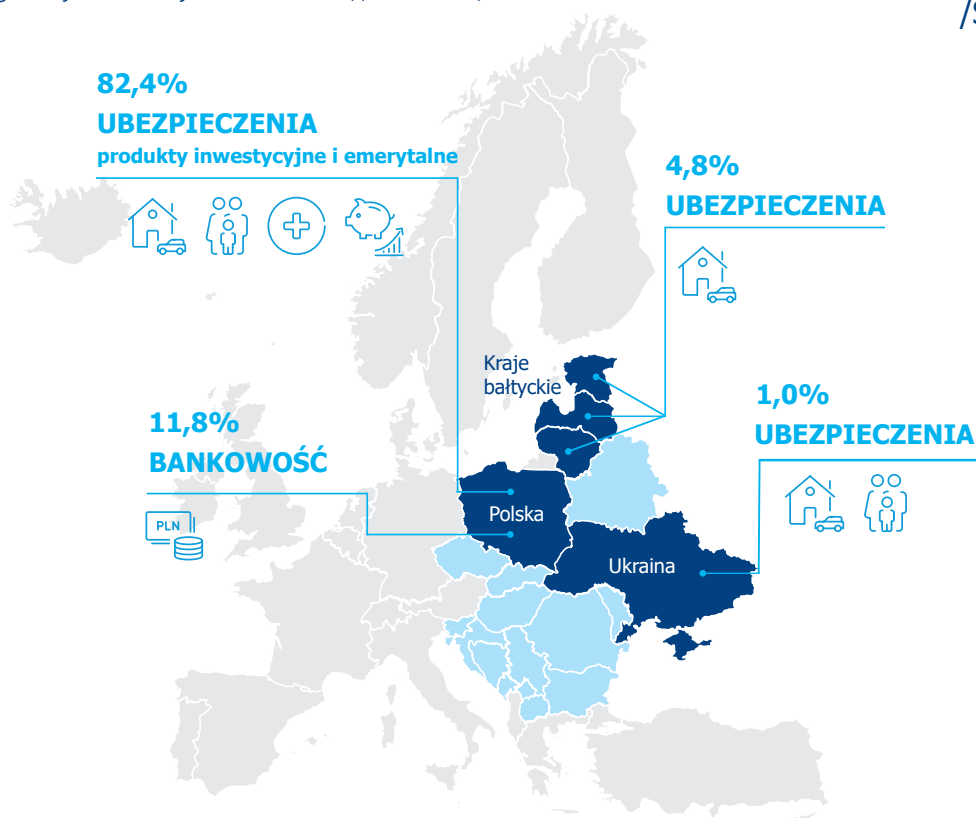 /S
82,4%
UBEZPIECZENIA
produkty inwestycyjne i emerytalne
4,8%
UBEZPIECZENIA
Kraje
bałtyckie
1,0%
UBEZPIECZENIA
11,8%
BANKOWOŚĆ
PLN
Polska
Ukraina